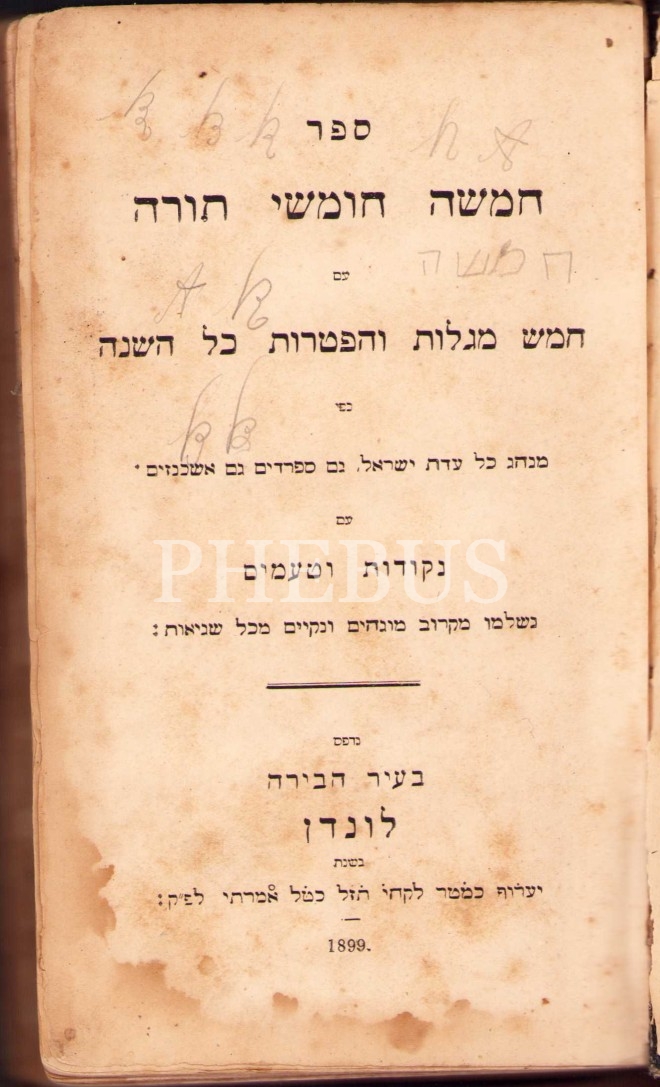 ספר
חמשה חומשי תורה
חמשה
עם
חמש מגלות והפטרות כל השנה
כפי
מנהג כל עדת ישראל, גם ספרדים גם אשכנזים •
עם
נקודות וטעמים
PHEBUS
נשלמו מקרוב מוגהים ונקיים מכל שגיאות :
נדפס
בעיר הבירה
לונדן
בשנת
יערוף כמטר לקחי תזל כטל אמרתי לפ״ק :
1899.